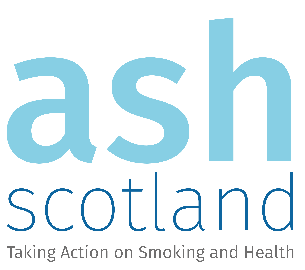 ash
scotland
Taking Action on Smoking and Health